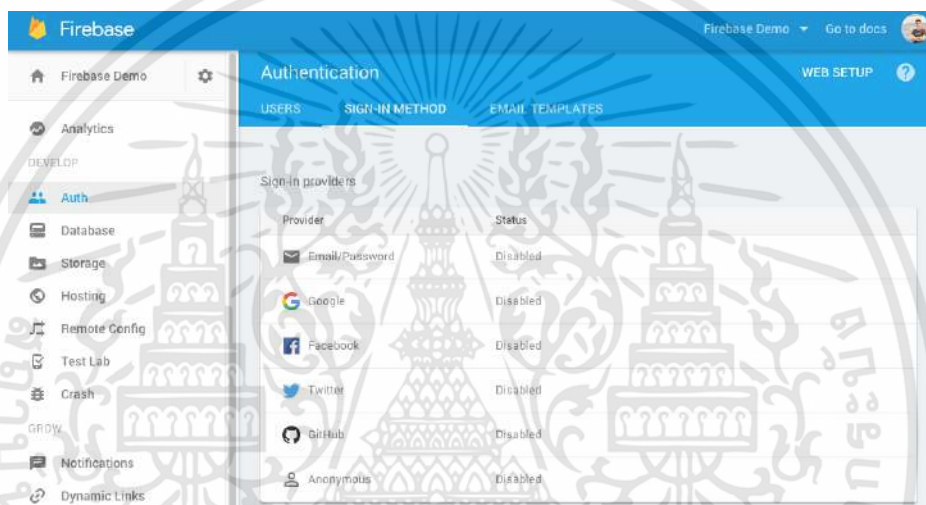 Firebase
Firebase Demo
Go to docs
Firebase Demo
Authentication
WEB SETUP
USERS
SIGN-IN METHOD
EMAIL TEMPLATES
Analytics
DEVELOP
Auth
Database
Storage
Hosting
Remote Config
Test Lab
Crash
GROW
Notifications
Dynamic Links
Sign-in providers
Provider Status
Email/Password Disabled
Google Disabled
Facebook Disabled
Twitter Disabled
GitHub Disabled
Anonymous Disabled